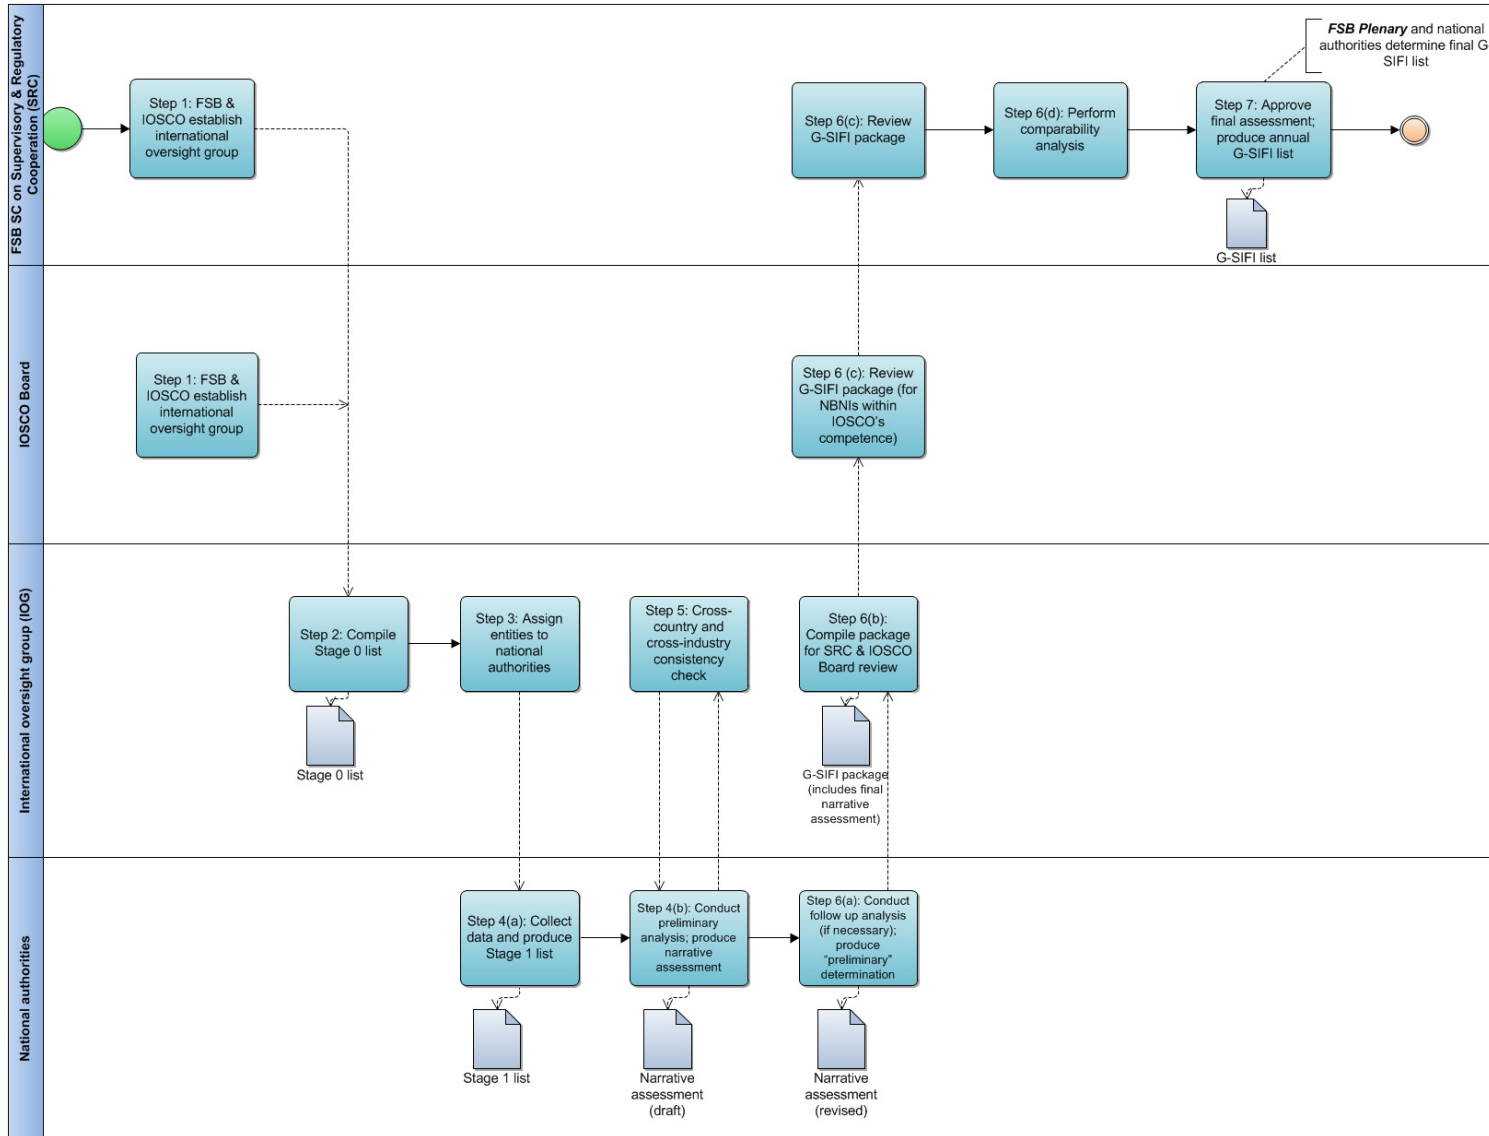 FSB SC on Supervisory & Regulatory
Cooperation (SRC)
Step 1: FSB &
IOSCO establish
international
oversight group
Step 6(c): Review
G-SIFI package
Step 6(d): Perform
comparability
analysis
Step 7: Approve
final assessment;
produce annual
G-SIFI list
FSB Plenary and national
authorities determine final G-
SIFI list
G-SIFI list
IOSCO Board
Step 1: FSB &
IOSCO establish
international
oversight group
Step 6 (c): Review
G-SIFI package (for
NBNIs within
IOSCO's
competence)
International oversight group (IOG)
Step 2: Compile
Stage 0 list
Stage 0 list
Step 3: Assign
entities to
national
authorities
Step 5: Cross-
country and
cross-industry
consistency
check
Step 6(b):
Compile package
for SRC & IOSCO
Board review
G-SIFI package
(includes final
narrative
assessment)
National authorities
Step 4(a): Collect
data and produce
Stage 1 list
Stage 1 list
Step 4(b): Conduct
preliminary
analysis; produce
narrative
assessment
Narrative
assessment
(draft)
Step 6(a): Conduct
follow up analysis
(if necessary);
produce
“preliminary”
determination
Narrative
assessment
(revised)